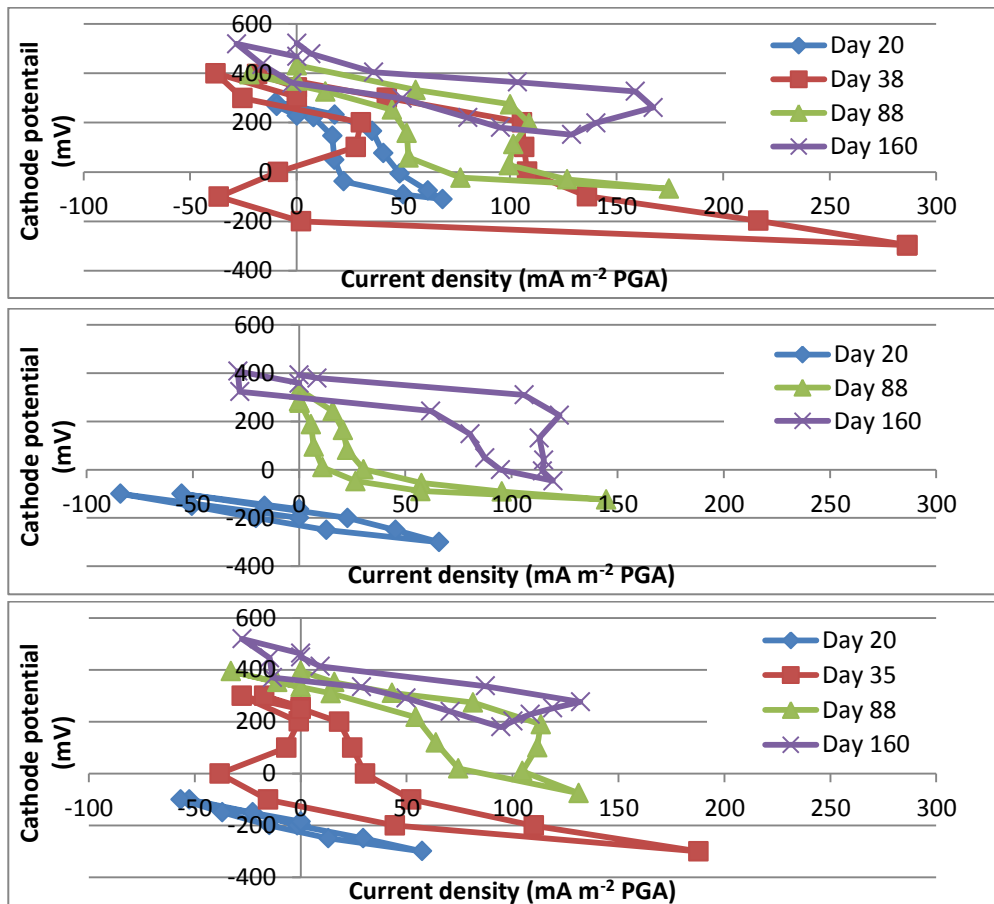 Cathode potentail
(mV)
600
400
200
0
-200
-400
-100
-50
0
50
100
150
200
250
300
Current density (mA m⁻² PGA)
Day 20
Day 38
Day 88
Day 160
Cathode potential
(mV)
600
400
200
0
-200
-400
-100
-50
0
50
100
150
200
250
300
Current density (mA m⁻² PGA)
Day 20
Day 88
Day 160
Cathode potential
(mV)
600
400
200
0
-200
-400
-100
-50
0
50
100
150
200
250
300
Current density (mA m⁻² PGA)
Day 20
Day 35
Day 88
Day 160